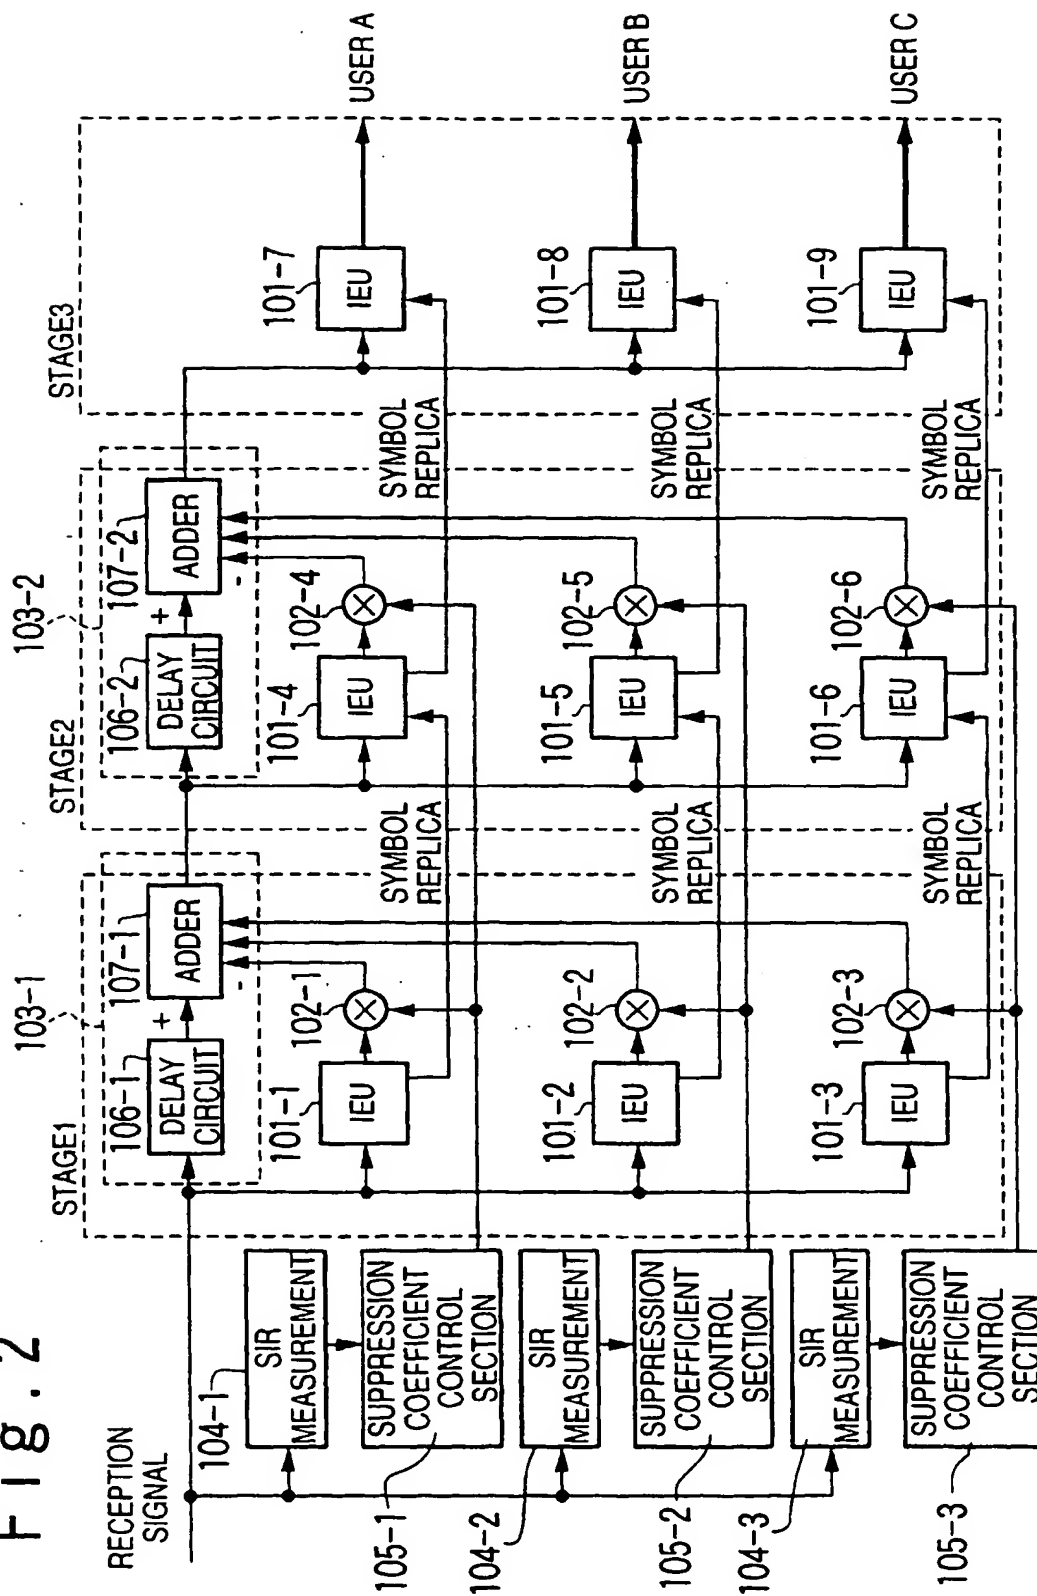 Fig.2
RECEPTION
SIGNAL
STAGE1
103-1
106-1
DELAY
CIRCUIT
+
107-1
ADDER
-
STAGE2
103-2
106-2
DELAY
CIRCUIT
+
107-2
ADDER
-
STAGE3
104-1
SIR
MEASUREMENT
105-1
SUPPRESSION
COEFFICIENT
CONTROL
SECTION
101-1
IEU
102-1
SYMBOL
REPLICA
101-4
IEU
102-4
SYMBOL
REPLICA
101-7
IEU
USER A
104-2
SIR
MEASUREMENT
105-2
SUPPRESSION
COEFFICIENT
CONTROL
SECTION
101-2
IEU
102-2
SYMBOL
REPLICA
101-5
IEU
102-5
SYMBOL
REPLICA
101-8
IEU
USER B
104-3
SIR
MEASUREMENT
105-3
SUPPRESSION
COEFFICIENT
CONTROL
SECTION
101-3
IEU
102-3
SYMBOL
REPLICA
101-6
IEU
102-6
SYMBOL
REPLICA
101-9
IEU
USER C